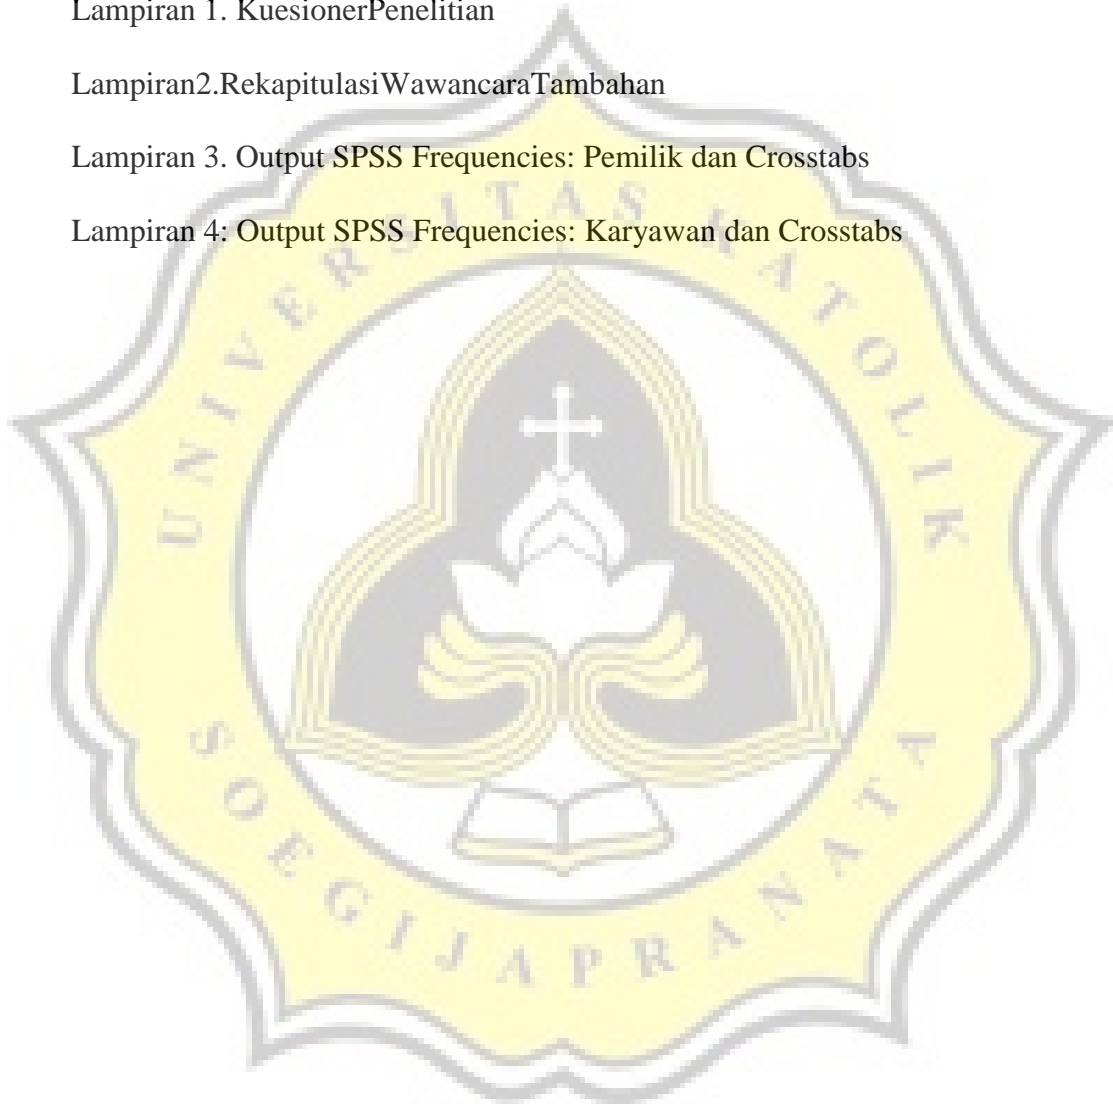 Lampiran 1. KuesionerPenelitian
Lampiran2.RekapitulasiWawancaraTambahan
Lampiran 3. Output SPSS Frequencies: Pemilik dan Crosstabs
Lampiran 4: Output SPSS Frequencies: Karyawan dan Crosstabs
UNIVERSITAS KATOLIK
SOEGIJAPRANATA